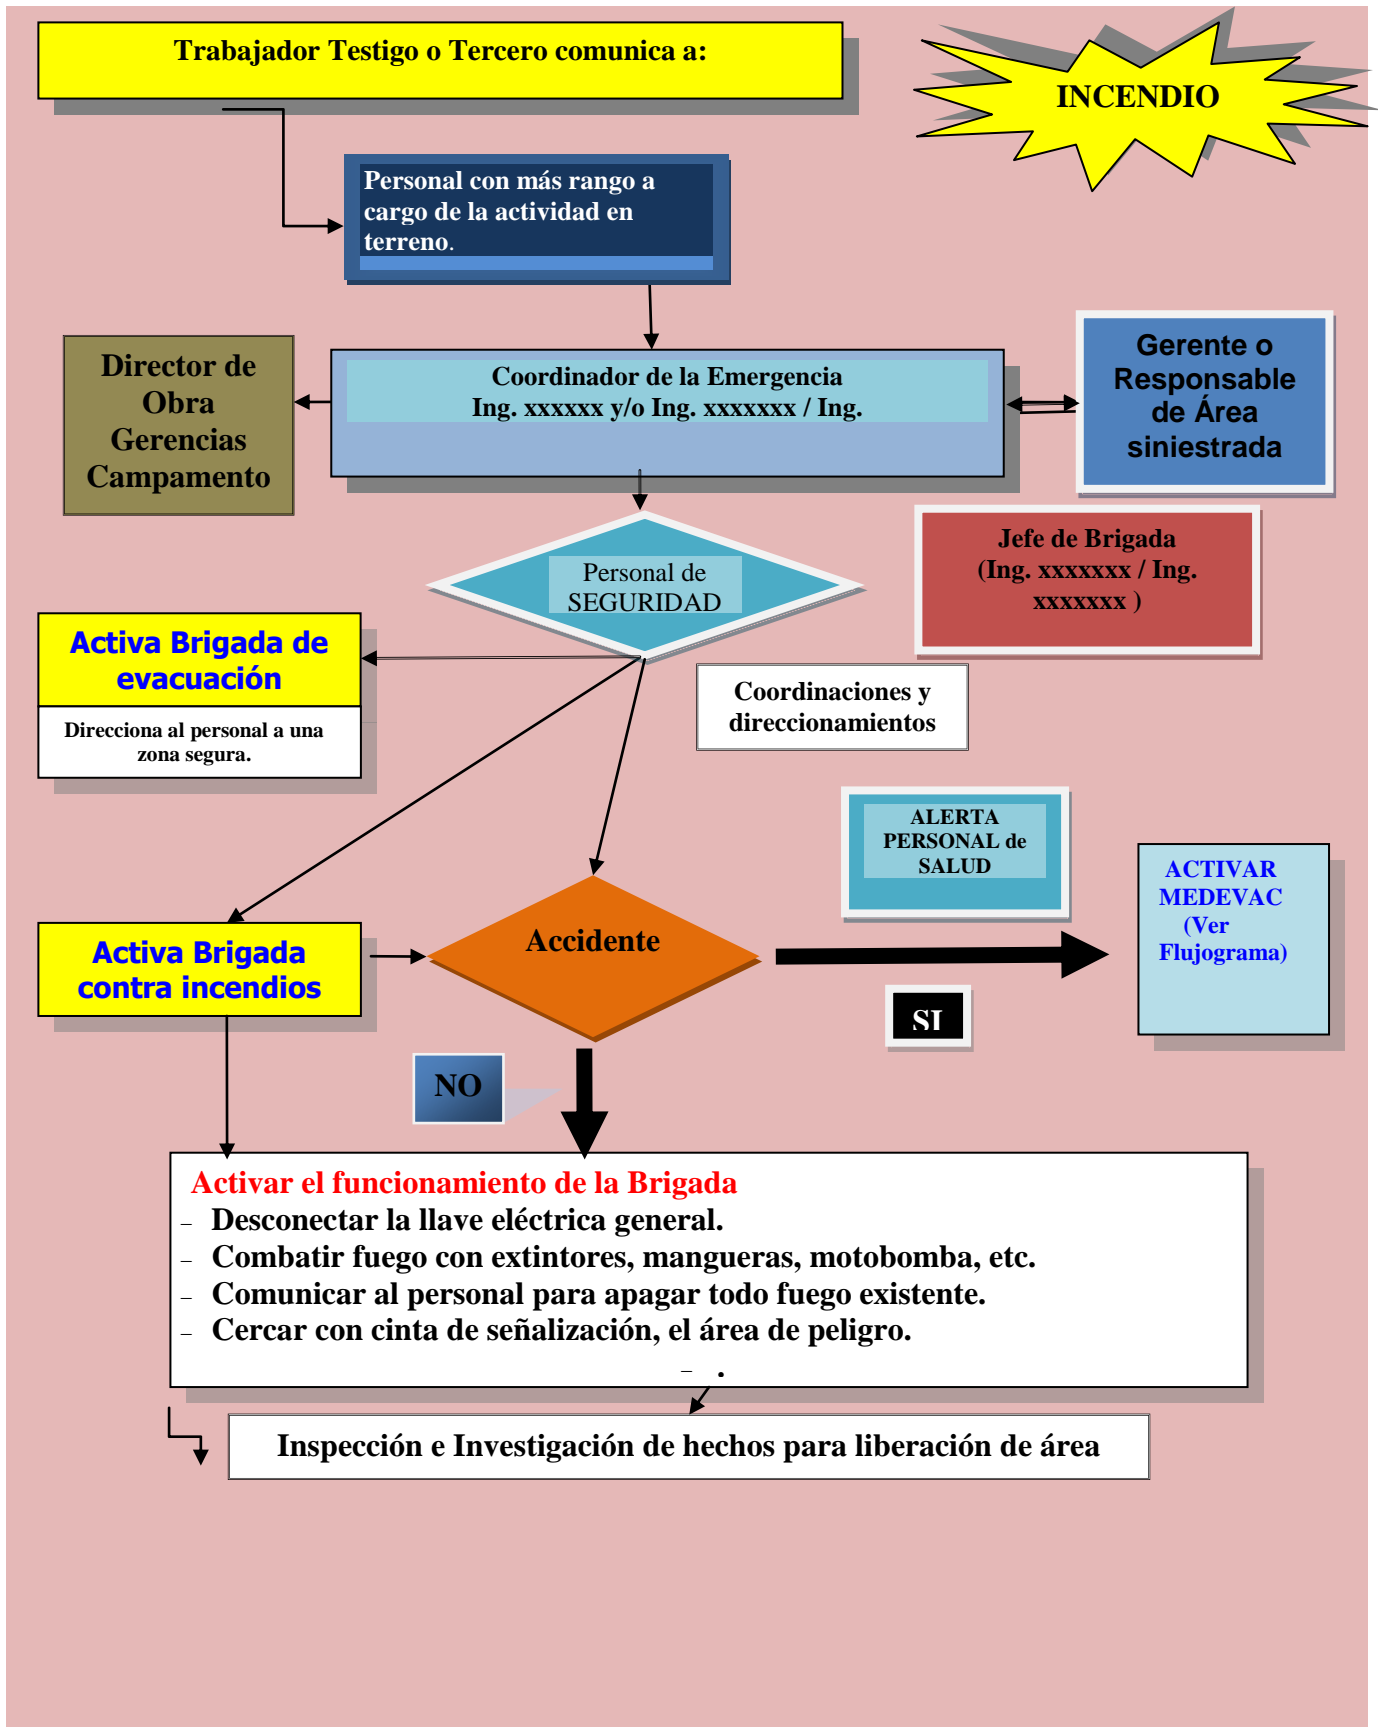 Trabajador Testigo o Tercero comunica a:
INCENDIO
Personal con más rango a
cargo de la actividad en
terreno.
Director de
Obra
Gerencias
Campamento
Coordinador de la Emergencia
Ing. xxxxxx y/o Ing. xxxxxxx / Ing.
Gerente o
Responsable
de Área
siniestrada
Personal de
SEGURIDAD
Jefe de Brigada
(Ing. xxxxxxx / Ing.
xxxxxxx )
Activa Brigada de
evacuación
Direcciona al personal a una
zona segura.
Coordinaciones y
direccionamientos
ALERTA
PERSONAL de
SALUD
ACTIVAR
MEDEVAC
(Ver
Flujograma)
Activa Brigada
contra incendios
Accidente
SI
NO
Activar el funcionamiento de la Brigada
– Desconectar la llave eléctrica general.
– Combatir fuego con extintores, mangueras, motobomba, etc.
– Comunicar al personal para apagar todo fuego existente.
– Cercar con cinta de señalización, el área de peligro.
– .
Inspección e Investigación de hechos para liberación de área